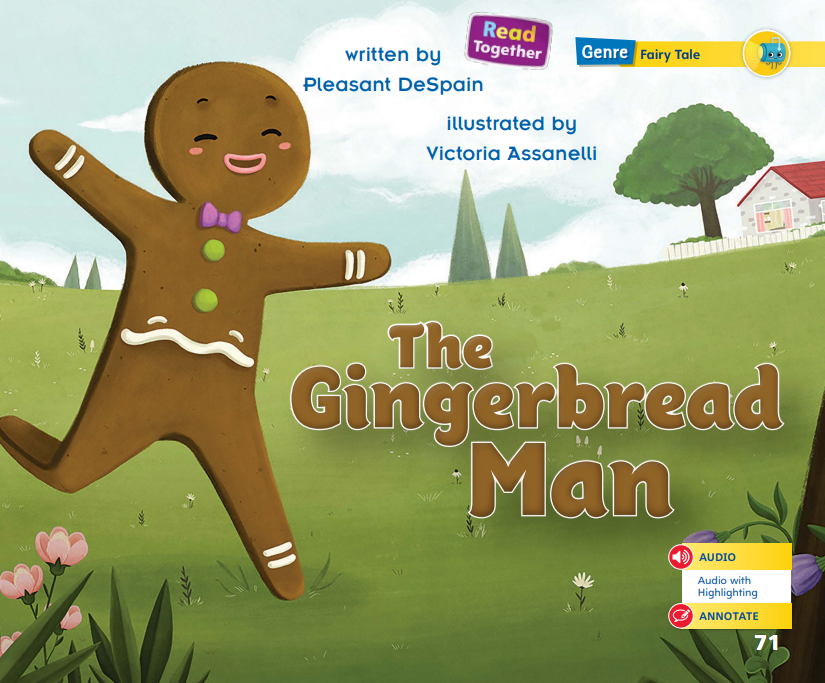 written by
Pleasant DeSpain
Read
Together
Genre
Fairy Tale
illustrated by
Victoria Assanelli
The
Gingerbread
Man
AUDIO
Audio with
Highlighting
ANNOTATE
71